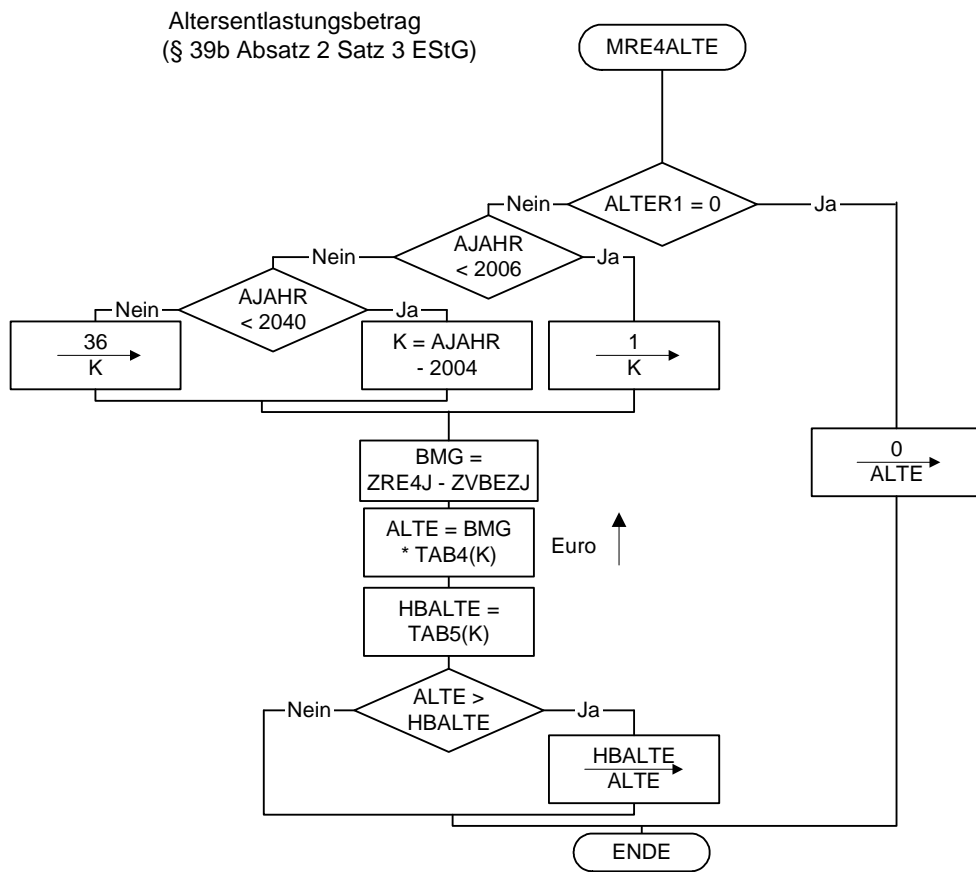 Altersentlastungsbetrag
(§ 39b Absatz 2 Satz 3 EStG)
MRE4ALTE
ALTER1 = 0
Nein
Ja
AJAHR
< 2006
Nein
Ja
AJAHR
< 2040
Nein
Ja
36
K
K = AJAHR
- 2004
1
K
BMG =
ZRE4J - ZVBEZJ
0
ALTE
ALTE = BMG
* TAB4(K)
Euro
HBALTE =
TAB5(K)
ALTE >
HBALTE
Nein
Ja
HBALTE
ALTE
ENDE